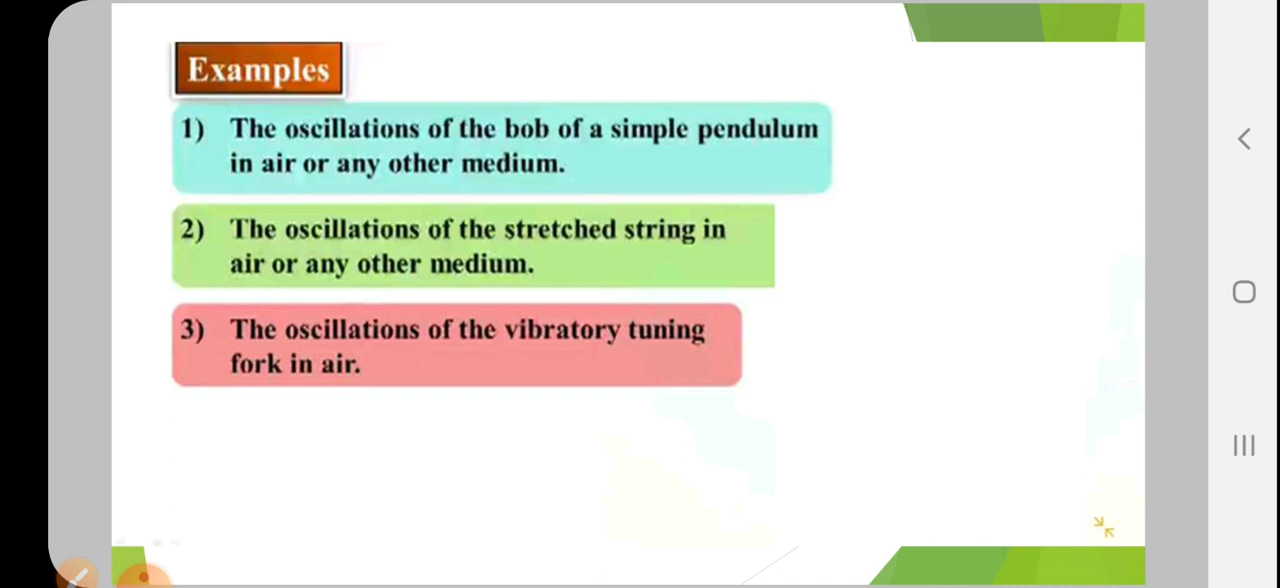 Examples
1) The oscillations of the bob of a simple pendulum
in air or any other medium.
2) The oscillations of the stretched string in
air or any other medium.
3) The oscillations of the vibratory tuning
fork in air.